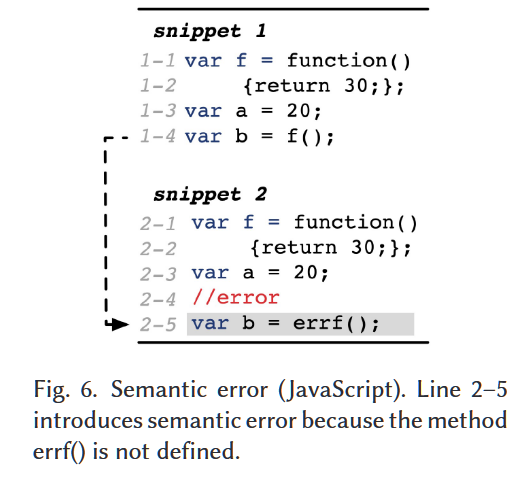 snippet 1
1-1 var f = function()
1-2 {return 30;};
1-3 var a = 20;
1-4 var b = f();
snippet 2
2-1 var f = function()
2-2 {return 30;};
2-3 var a = 20;
2-4 //error
2-5 var b = errf();
Fig. 6. Semantic error (JavaScript). Line 2–5
introduces semantic error because the method
errf() is not defined.